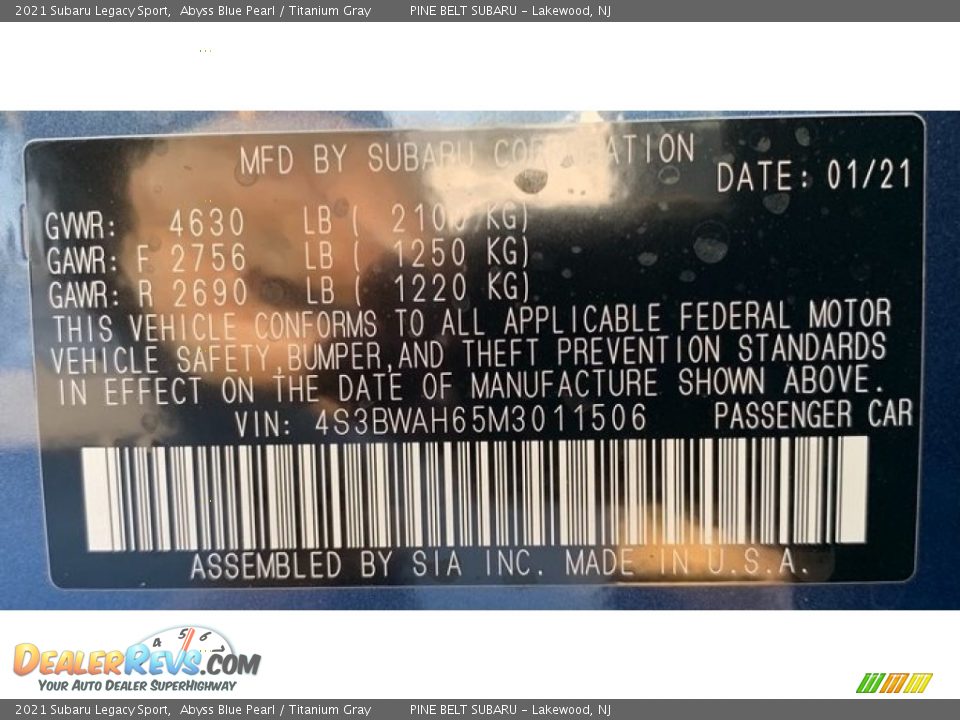 2021 Subaru Legacy Sport, Abyss Blue Pearl / Titanium Gray PINE BELT SUBARU - Lakewood, NJ
MFD BY SUBARU CORPORATION
DATE: 01/21
GVWR: 4630 LB ( 2100 KG)
GAWR: F 2756 LB ( 1250 KG)
GAWR: R 2690 LB ( 1220 KG)
THIS VEHICLE CONFORMS TO ALL APPLICABLE FEDERAL MOTOR
VEHICLE SAFETY,BUMPER,AND THEFT PREVENTION STANDARDS
IN EFFECT ON THE DATE OF MANUFACTURE SHOWN ABOVE.
VIN: 4S3BWAH65M3011506 PASSENGER CAR
ASSEMBLED BY SIA INC. MADE IN U.S.A.
4 5 6 7
DEALERREVS.COM
YOUR AUTO DEALER SUPERHIGHWAY
2021 Subaru Legacy Sport, Abyss Blue Pearl / Titanium Gray PINE BELT SUBARU - Lakewood, NJ